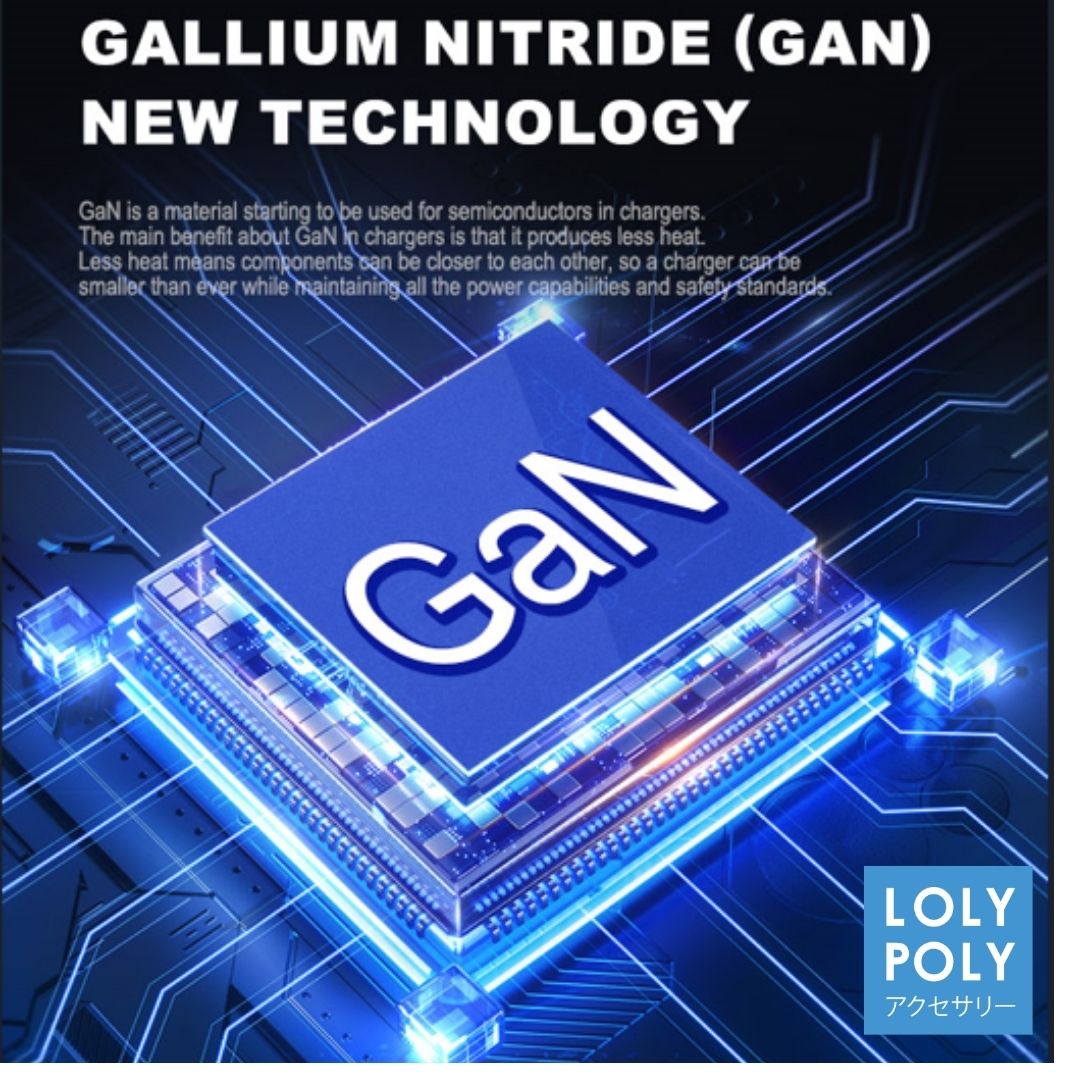 GALLIUM NITRIDE (GAN)
NEW TECHNOLOGY
GaN is a material starting to be used for semiconductors in chargers.
The main benefit about GaN in chargers is that it produces less heat.
Less heat means components can be closer to each other, so a charger can be
smaller than ever while maintaining all the power capabilities and safety standards.
GaN
LOLY
POLY
アクセサリー